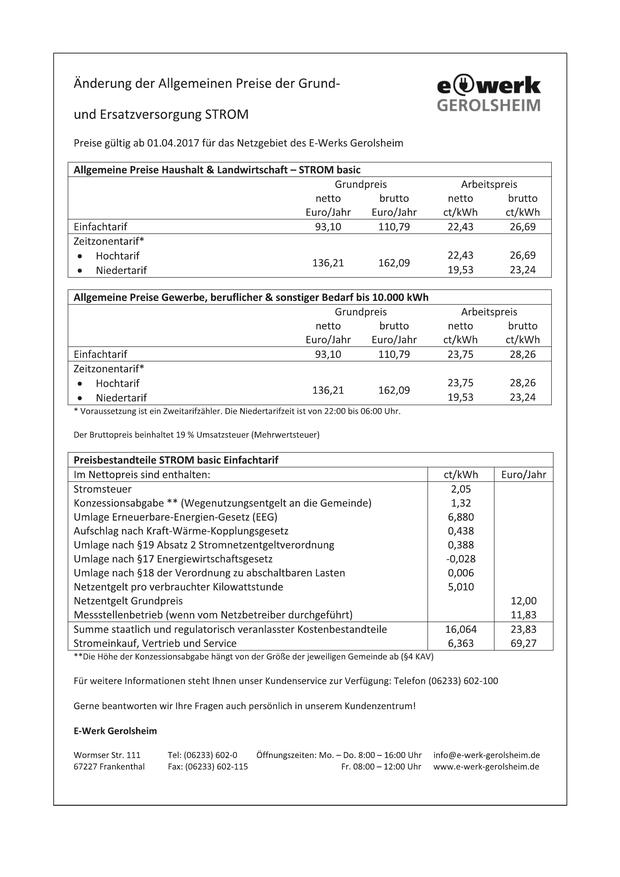 Änderung der Allgemeinen Preise der Grund-
und Ersatzversorgung STROM
e werk
GEROLSHEIM
Preise gültig ab 01.04.2017 für das Netzgebiet des E-Werks Gerolsheim
Allgemeine Preise Haushalt & Landwirtschaft – STROM basic
Grundpreis Arbeitspreis
netto brutto netto brutto
Euro/Jahr Euro/Jahr ct/kWh ct/kWh
Einfachtarif 93,10 110,79 22,43 26,69
Zeitzonentarif*
• Hochtarif 22,43 26,69
136,21 162,09
• Niedertarif 19,53 23,24
Allgemeine Preise Gewerbe, beruflicher & sonstiger Bedarf bis 10.000 kWh
Grundpreis Arbeitspreis
netto brutto netto brutto
Euro/Jahr Euro/Jahr ct/kWh ct/kWh
Einfachtarif 93,10 110,79 23,75 28,26
Zeitzonentarif*
• Hochtarif 23,75 28,26
136,21 162,09
• Niedertarif 19,53 23,24
* Voraussetzung ist ein Zweitarifzähler. Die Niedertarifzeit ist von 22:00 bis 06:00 Uhr.
Der Bruttopreis beinhaltet 19 % Umsatzsteuer (Mehrwertsteuer)
Preisbestandteile STROM basic Einfachtarif
Im Nettopreis sind enthalten: ct/kWh Euro/Jahr
Stromsteuer 2,05
Konzessionsabgabe ** (Wegenutzungsentgelt an die Gemeinde) 1,32
Umlage Erneuerbare-Energien-Gesetz (EEG) 6,880
Aufschlag nach Kraft-Wärme-Kopplungsgesetz 0,438
Umlage nach §19 Absatz 2 Stromnetzentgeltverordnung 0,388
Umlage nach §17 Energiewirtschaftsgesetz -0,028
Umlage nach §18 der Verordnung zu abschaltbaren Lasten 0,006
Netzentgelt pro verbrauchter Kilowattstunde 5,010
Netzentgelt Grundpreis 12,00
Messstellenbetrieb (wenn vom Netzbetreiber durchgeführt) 11,83
Summe staatlich und regulatorisch veranlasster Kostenbestandteile 16,064 23,83
Stromeinkauf, Vertrieb und Service 6,363 69,27
**Die Höhe der Konzessionsabgabe hängt von der Größe der jeweiligen Gemeinde ab (§4 KAV)
Für weitere Informationen steht Ihnen unser Kundenservice zur Verfügung: Telefon (06233) 602-100
Gerne beantworten wir Ihre Fragen auch persönlich in unserem Kundenzentrum!
E-Werk Gerolsheim
Wormser Str. 111 Tel: (06233) 602-0 Öffnungszeiten: Mo. – Do. 8:00 – 16:00 Uhr info@e-werk-gerolsheim.de
67227 Frankenthal Fax: (06233) 602-115 Fr. 08:00 – 12:00 Uhr www.e-werk-gerolsheim.de